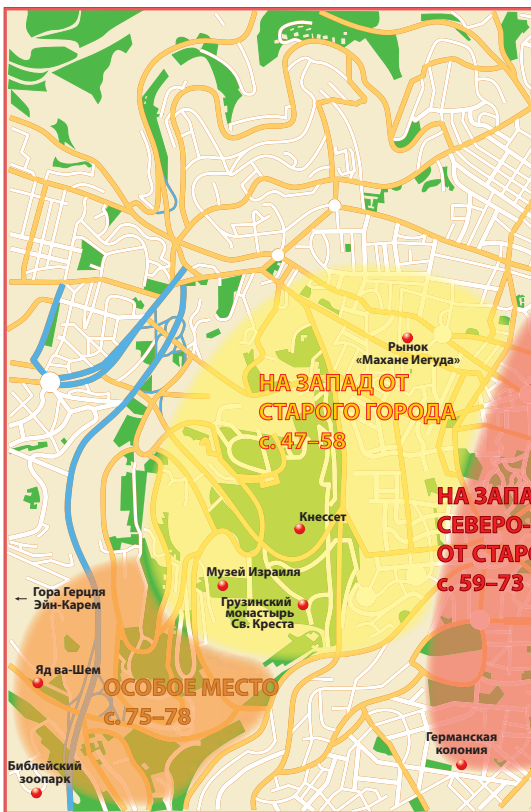 Рынок
«Махане Иегуда»
НА ЗАПАД ОТ
СТАРОГО ГОРОДА
с. 47–58
НА ЗАПА
СЕВЕРО-
ОТ СТАРО
с. 59–73
Кнессет
Музей Израиля
Грузинский
монастырь
Св. Креста
← Гора Герцля
Эйн-Карем
Яд ва-Шем
ОСОБОЕ МЕСТО
с. 75–78
Германская
колония
Библейский
зоопарк